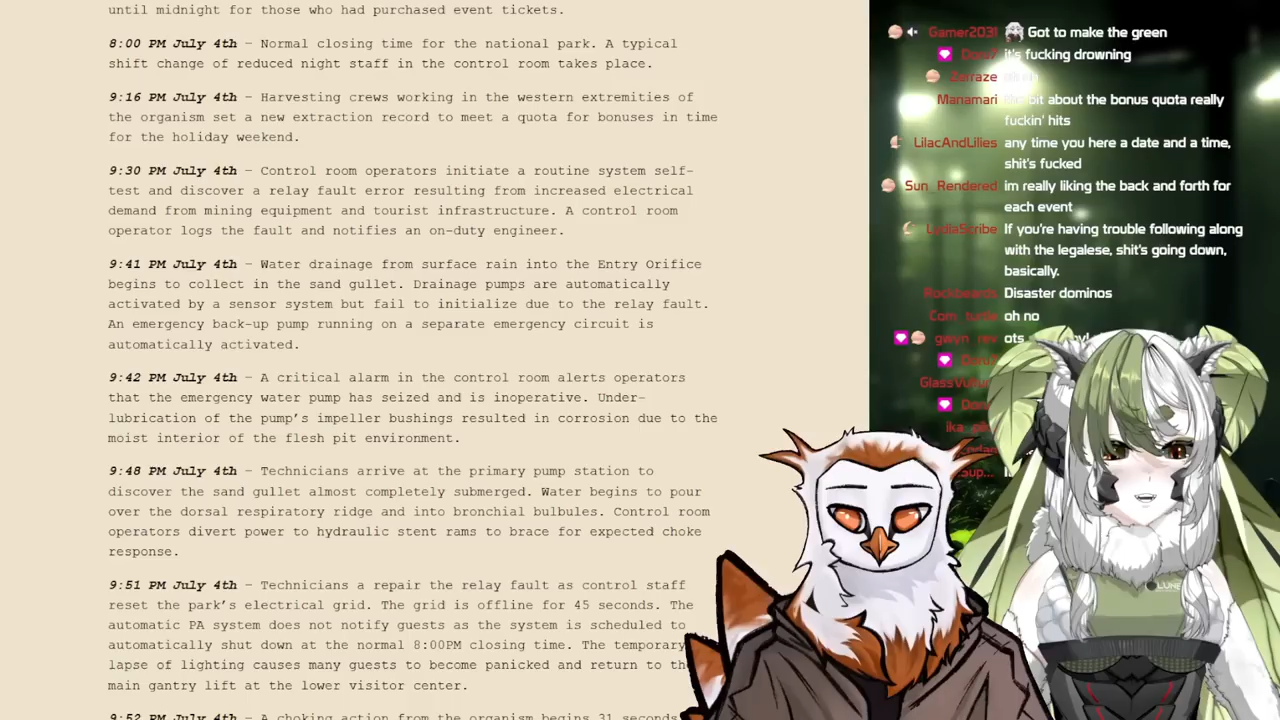 until midnight for those who had purchased event tickets.
8:00 PM July 4th – Normal closing time for the national park. A typical
shift change of reduced night staff in the control room takes place.
9:16 PM July 4th – Harvesting crews working in the western extremities of
the organism set a new extraction record to meet a quota for bonuses in time
for the holiday weekend.
9:30 PM July 4th – Control room operators initiate a routine system self-
test and discover a relay fault error resulting from increased electrical
demand from mining equipment and tourist infrastructure. A control room
operator logs the fault and notifies an on-duty engineer.
9:41 PM July 4th – Water drainage from surface rain into the Entry Orifice
begins to collect in the sand gullet. Drainage pumps are automatically
activated by a sensor system but fail to initialize due to the relay fault.
An emergency back-up pump running on a separate emergency circuit is
automatically activated.
9:42 PM July 4th – A critical alarm in the control room alerts operators
that the emergency water pump has seized and is inoperative. Under-
lubrication of the pump's impeller bushings resulted in corrosion due to the
moist interior of the flesh pit environment.
9:48 PM July 4th – Technicians arrive at the primary pump station to
discover the sand gullet almost completely submerged. Water begins to pour
over the dorsal respiratory ridge and into bronchial bulbules. Control room
operators divert power to hydraulic stent rams to brace for expected choke
response.
9:51 PM July 4th – Technicians a repair the relay fault as control staff
reset the park's electrical grid. The grid is offline for 45 seconds. The
automatic PA system does not notify guests as the system is scheduled to
automatically shut down at the normal 8:00PM closing time. The temporary
lapse of lighting causes many guests to become panicked and return to the
main gantry lift at the lower visitor center.
9:52 PM July 4th – A choking action from the organism begins 31 seconds
Gamer2031 Got to make the green
it's fucking drowning
Zerraze
Manamari the bit about the bonus quota really
fuckin' hits
LilacAndLilies any time you here a date and a time,
shit's fucked
Sun_Rendered im really liking the back and forth for
each event
LydiaScribe If you're having trouble following along
with the legalese, shit's going down,
basically.
Rockbeards Disaster dominos
Com_turtle oh no
gwyn_rev ots
LUNE